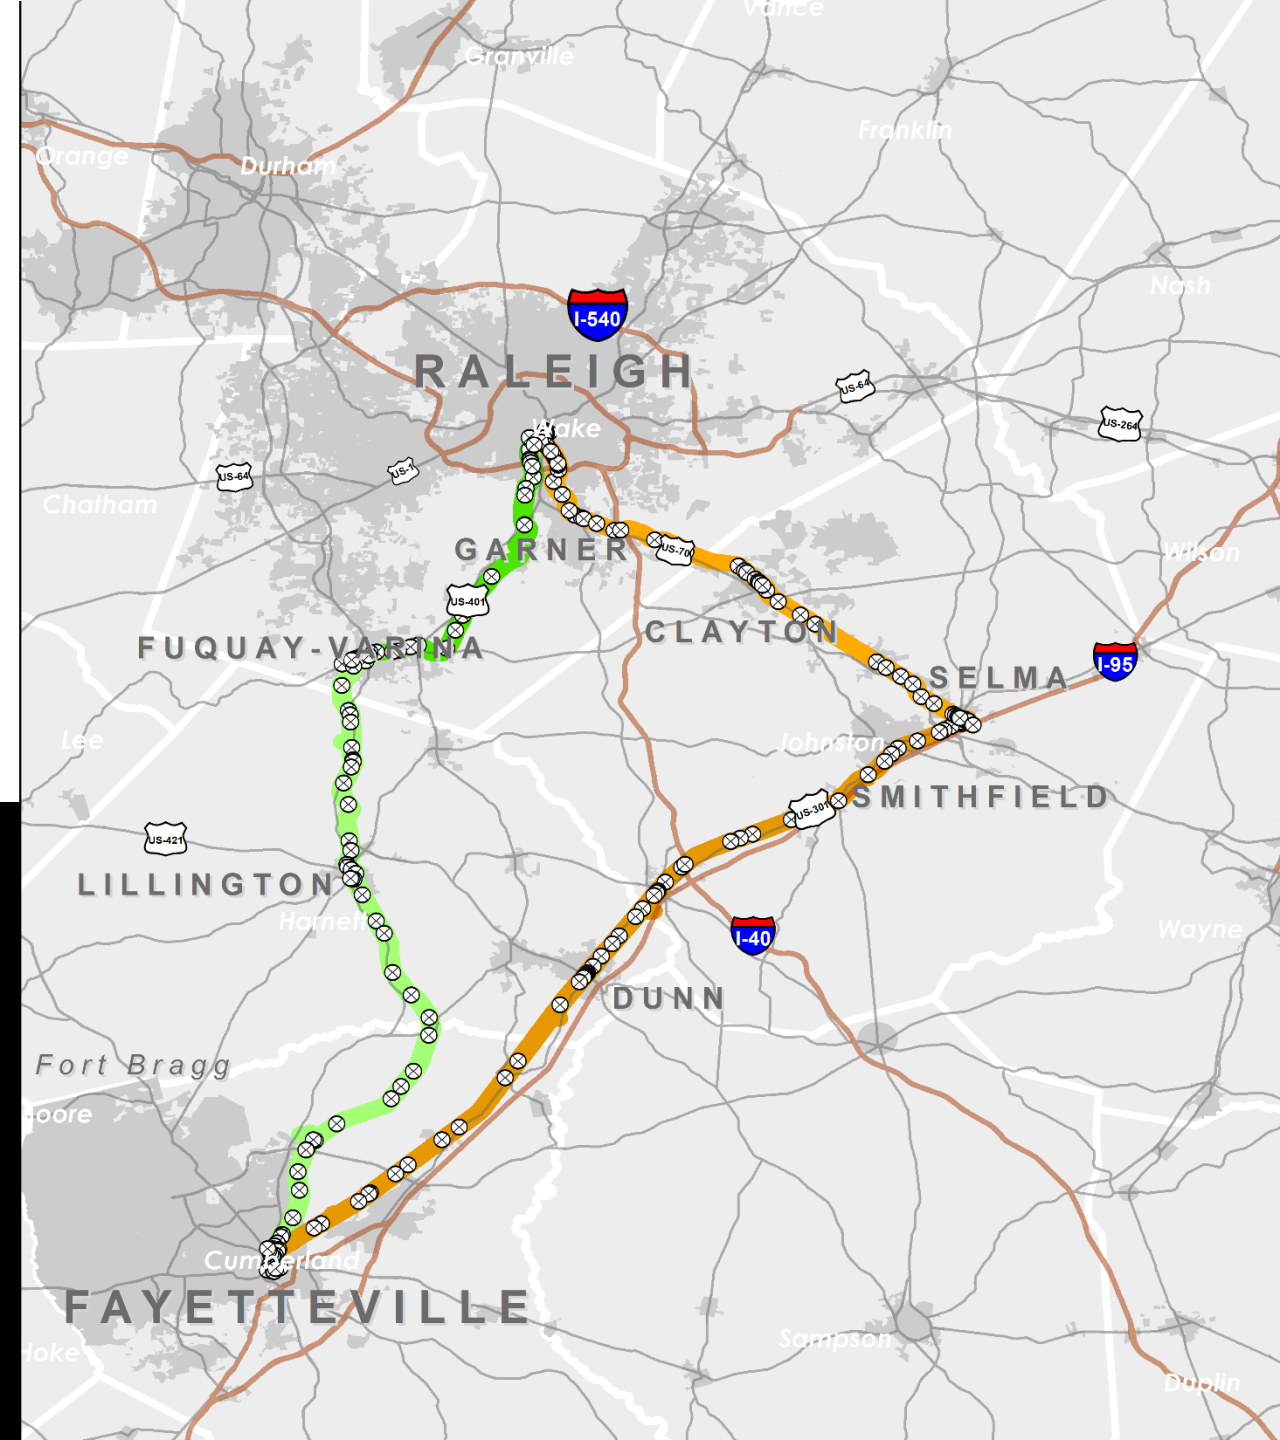 Vance
Granville
Franklin
Orange
Durham
Nash
I-540
RALEIGH
US-64
US-264
Wake
US-1
US-64
Chatham
GARNER
US-70
Wilson
US-401
CLAYTON
FUQUAY-VARINA
I-95
SELMA
Lee
Johnston
SMITHFIELD
US-301
US-421
LILLINGTON
Harnett
I-40
Wayne
DUNN
Fort Bragg
Moore
Cumberland
FAYETTEVILLE
Sampson
Hoke
Duplin